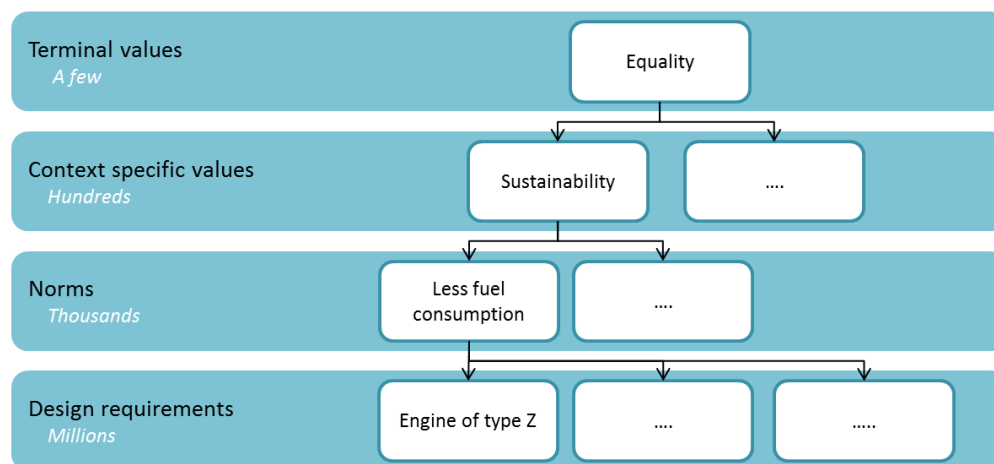 Terminal values
A few
Equality
Context specific values
Hundreds
Sustainability
....
Norms
Thousands
Less fuel
consumption
....
Design requirements
Millions
Engine of type Z
....
.....